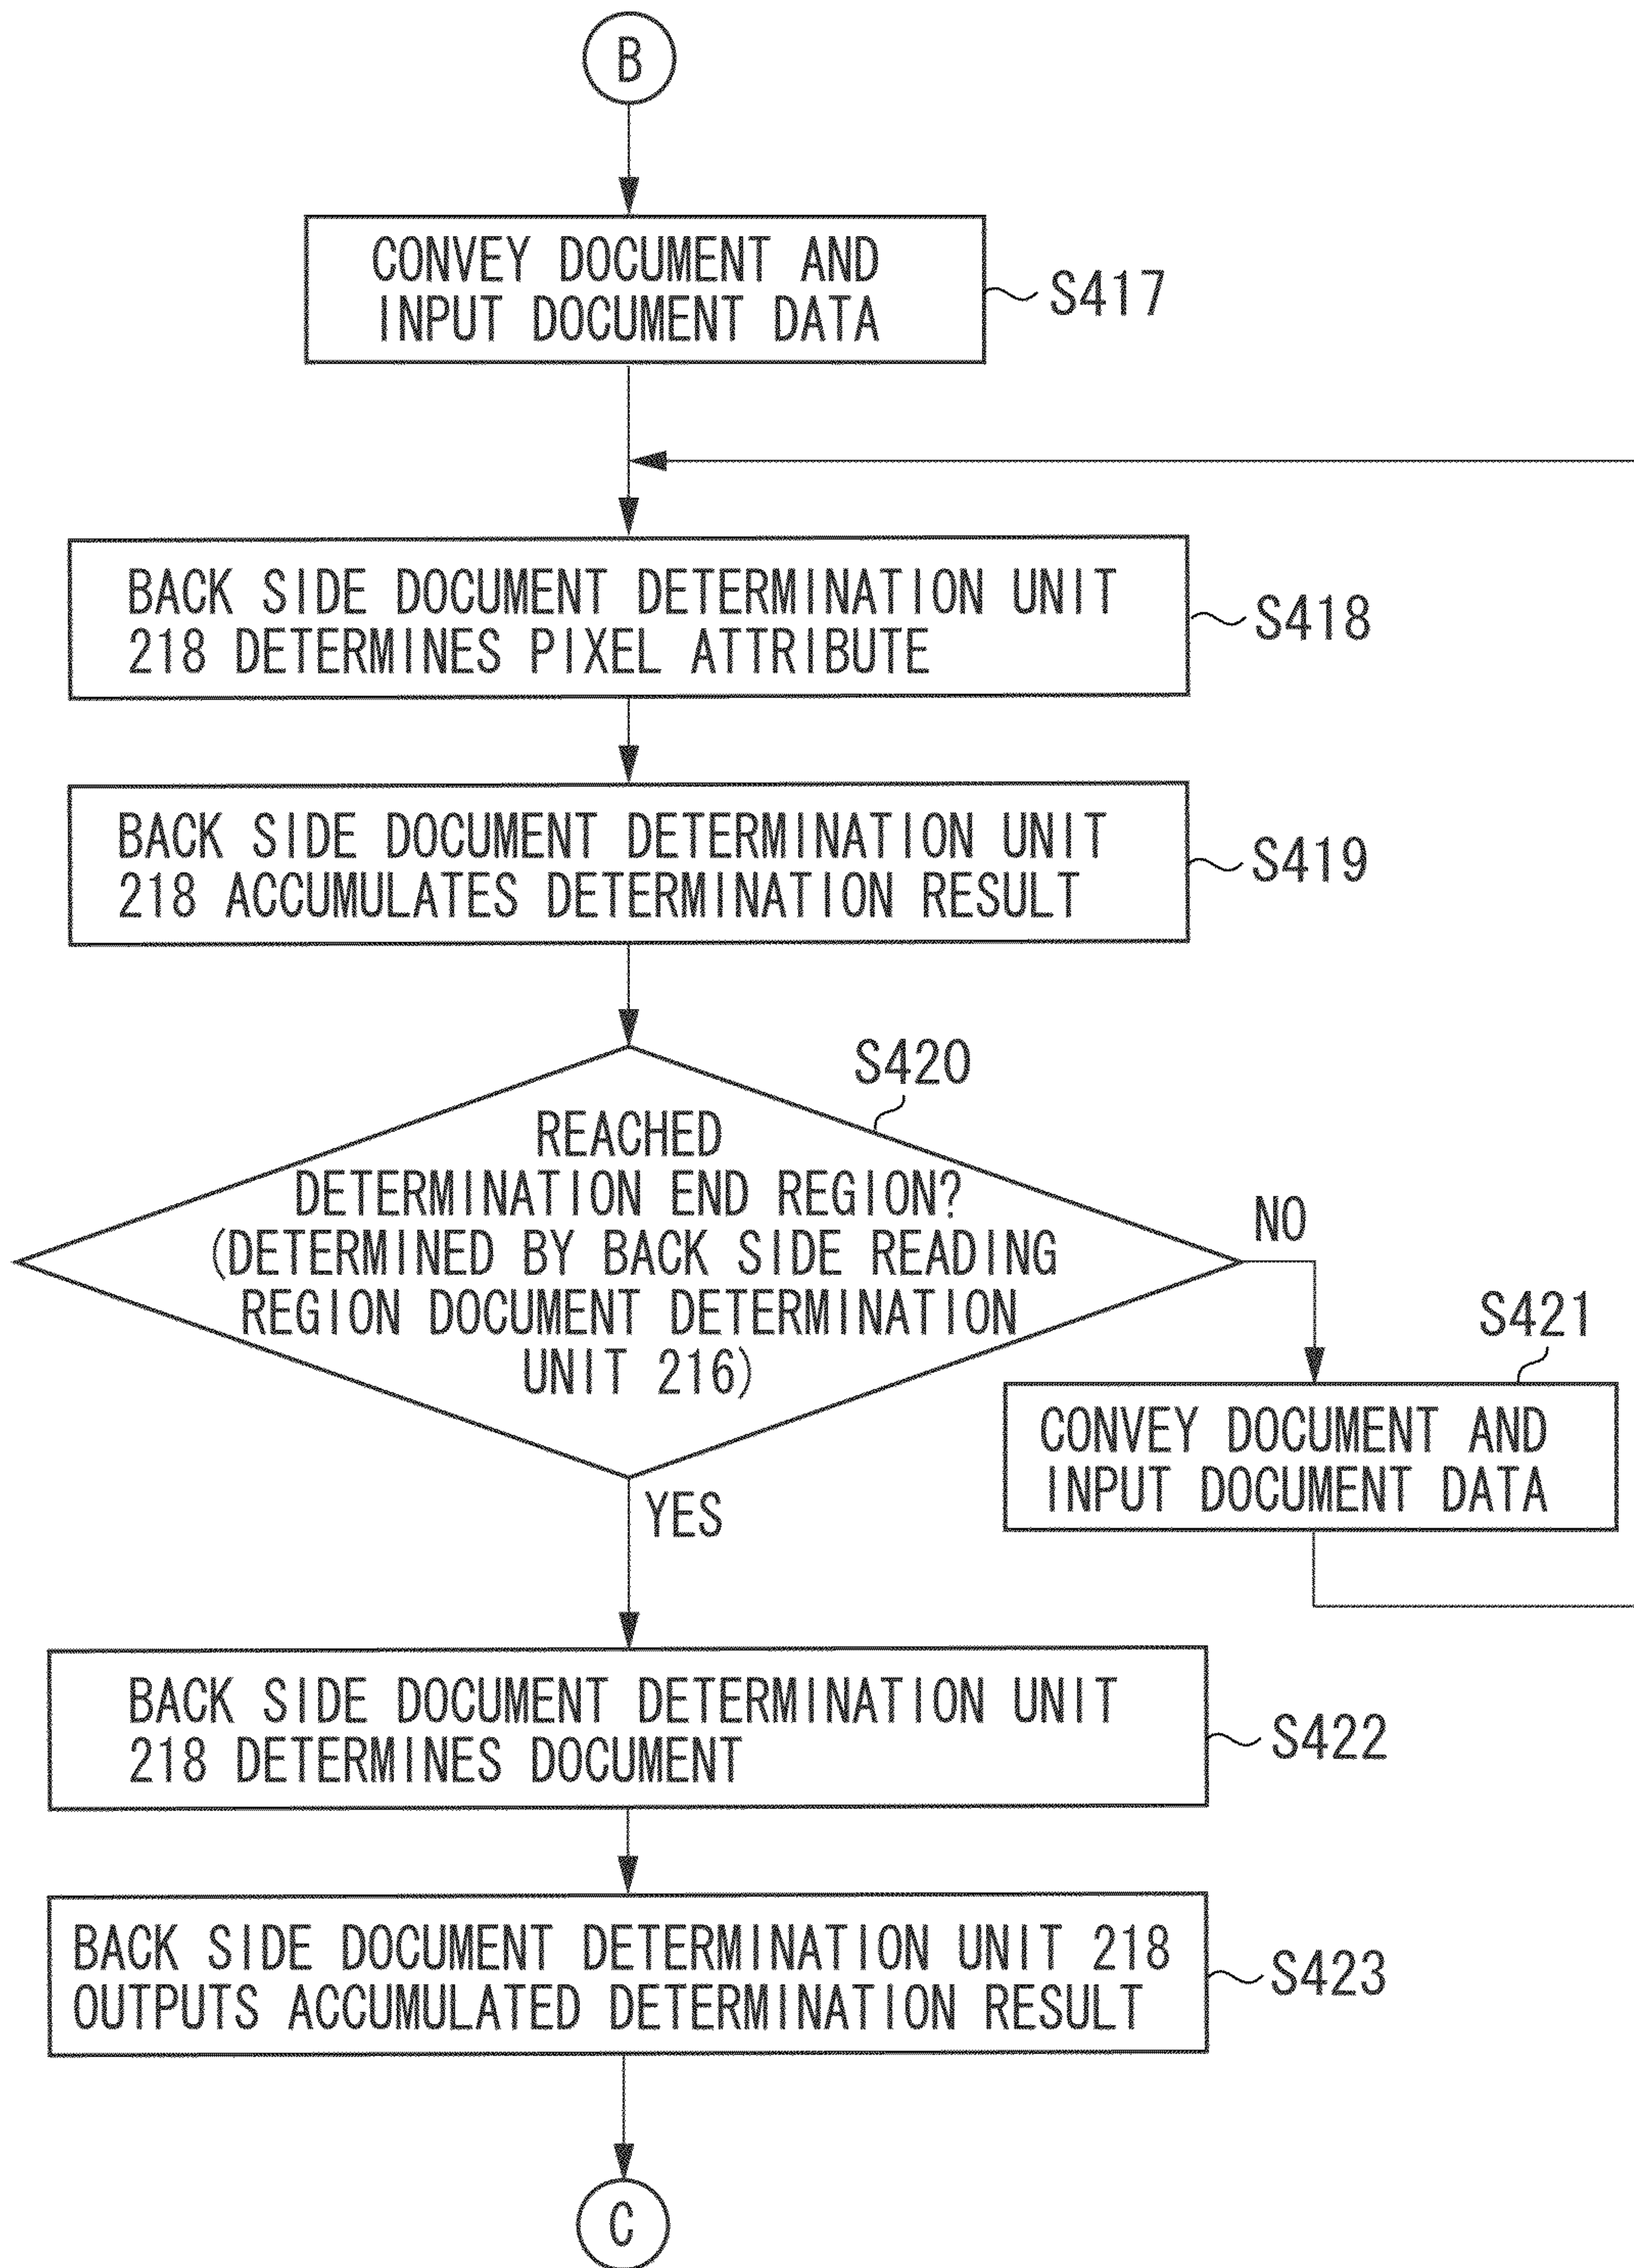 B
CONVEY DOCUMENT AND
INPUT DOCUMENT DATA
S417
BACK SIDE DOCUMENT DETERMINATION UNIT
218 DETERMINES PIXEL ATTRIBUTE
S418
BACK SIDE DOCUMENT DETERMINATION UNIT
218 ACCUMULATES DETERMINATION RESULT
S419
S420
REACHED
DETERMINATION END REGION?
(DETERMINED BY BACK SIDE READING
REGION DOCUMENT DETERMINATION
UNIT 216)
NO
S421
CONVEY DOCUMENT AND
INPUT DOCUMENT DATA
YES
BACK SIDE DOCUMENT DETERMINATION UNIT
218 DETERMINES DOCUMENT
S422
BACK SIDE DOCUMENT DETERMINATION UNIT 218
OUTPUTS ACCUMULATED DETERMINATION RESULT
S423
C